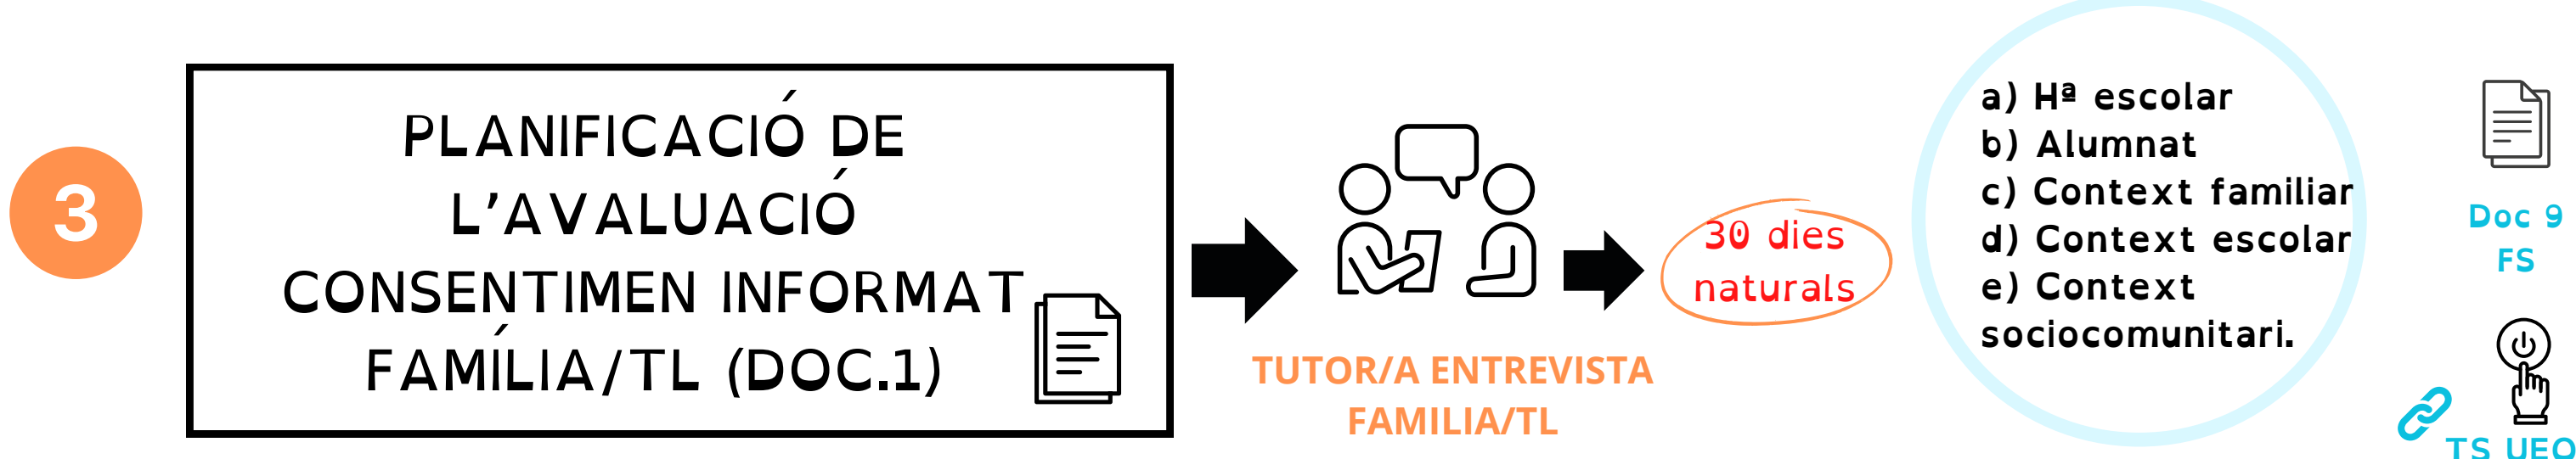 3
PLANIFICACIÓ DE
L'AVALUACIÓ
CONSENTIMEN INFORMAT
FAMÍLIA/TL (DOC.1)
TUTOR/A ENTREVISTA
FAMILIA/TL
30 dies
naturals
a) Hª escolar
b) Alumnat
c) Context familiar
d) Context escolar
e) Context
sociocomunitari.
Doc 9
FS
TS UEO